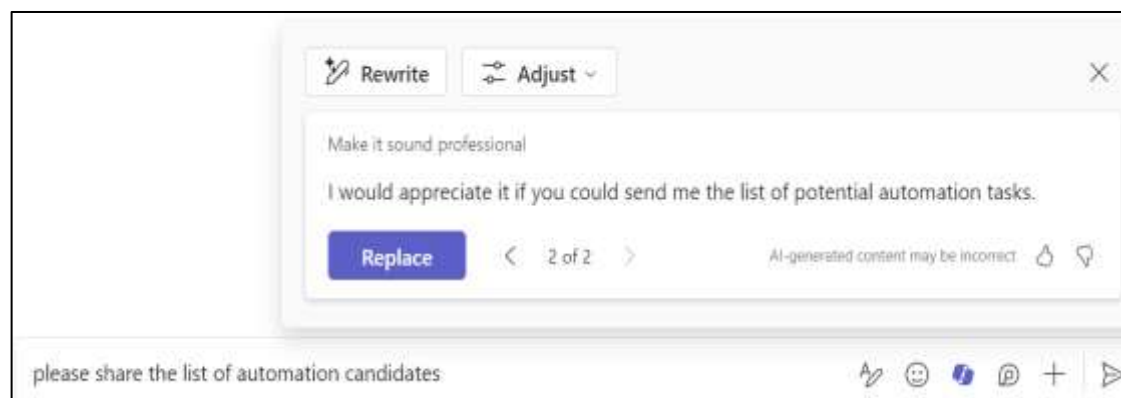 Rewrite Adjust
Make it sound professional
I would appreciate it if you could send me the list of potential automation tasks.
Replace 2 of 2 AI-generated content may be incorrect
please share the list of automation candidates